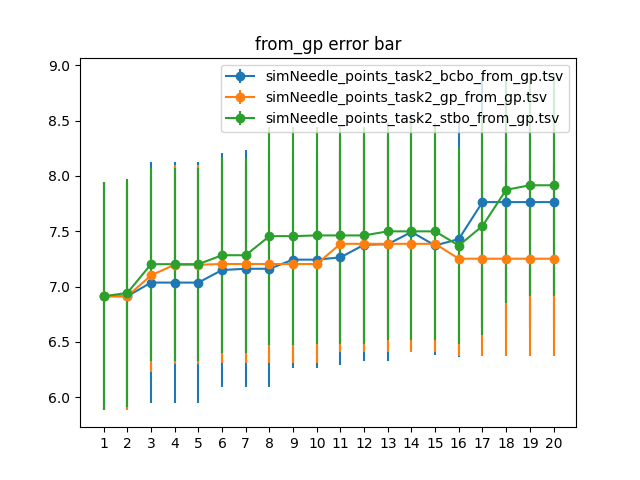 from_gp error bar
simNeedle_points_task2_bcbo_from_gp.tsv
simNeedle_points_task2_gp_from_gp.tsv
simNeedle_points_task2_stbo_from_gp.tsv
9.0
8.5
8.0
7.5
7.0
6.5
6.0
1 2 3 4 5 6 7 8 9 10 11 12 13 14 15 16 17 18 19 20